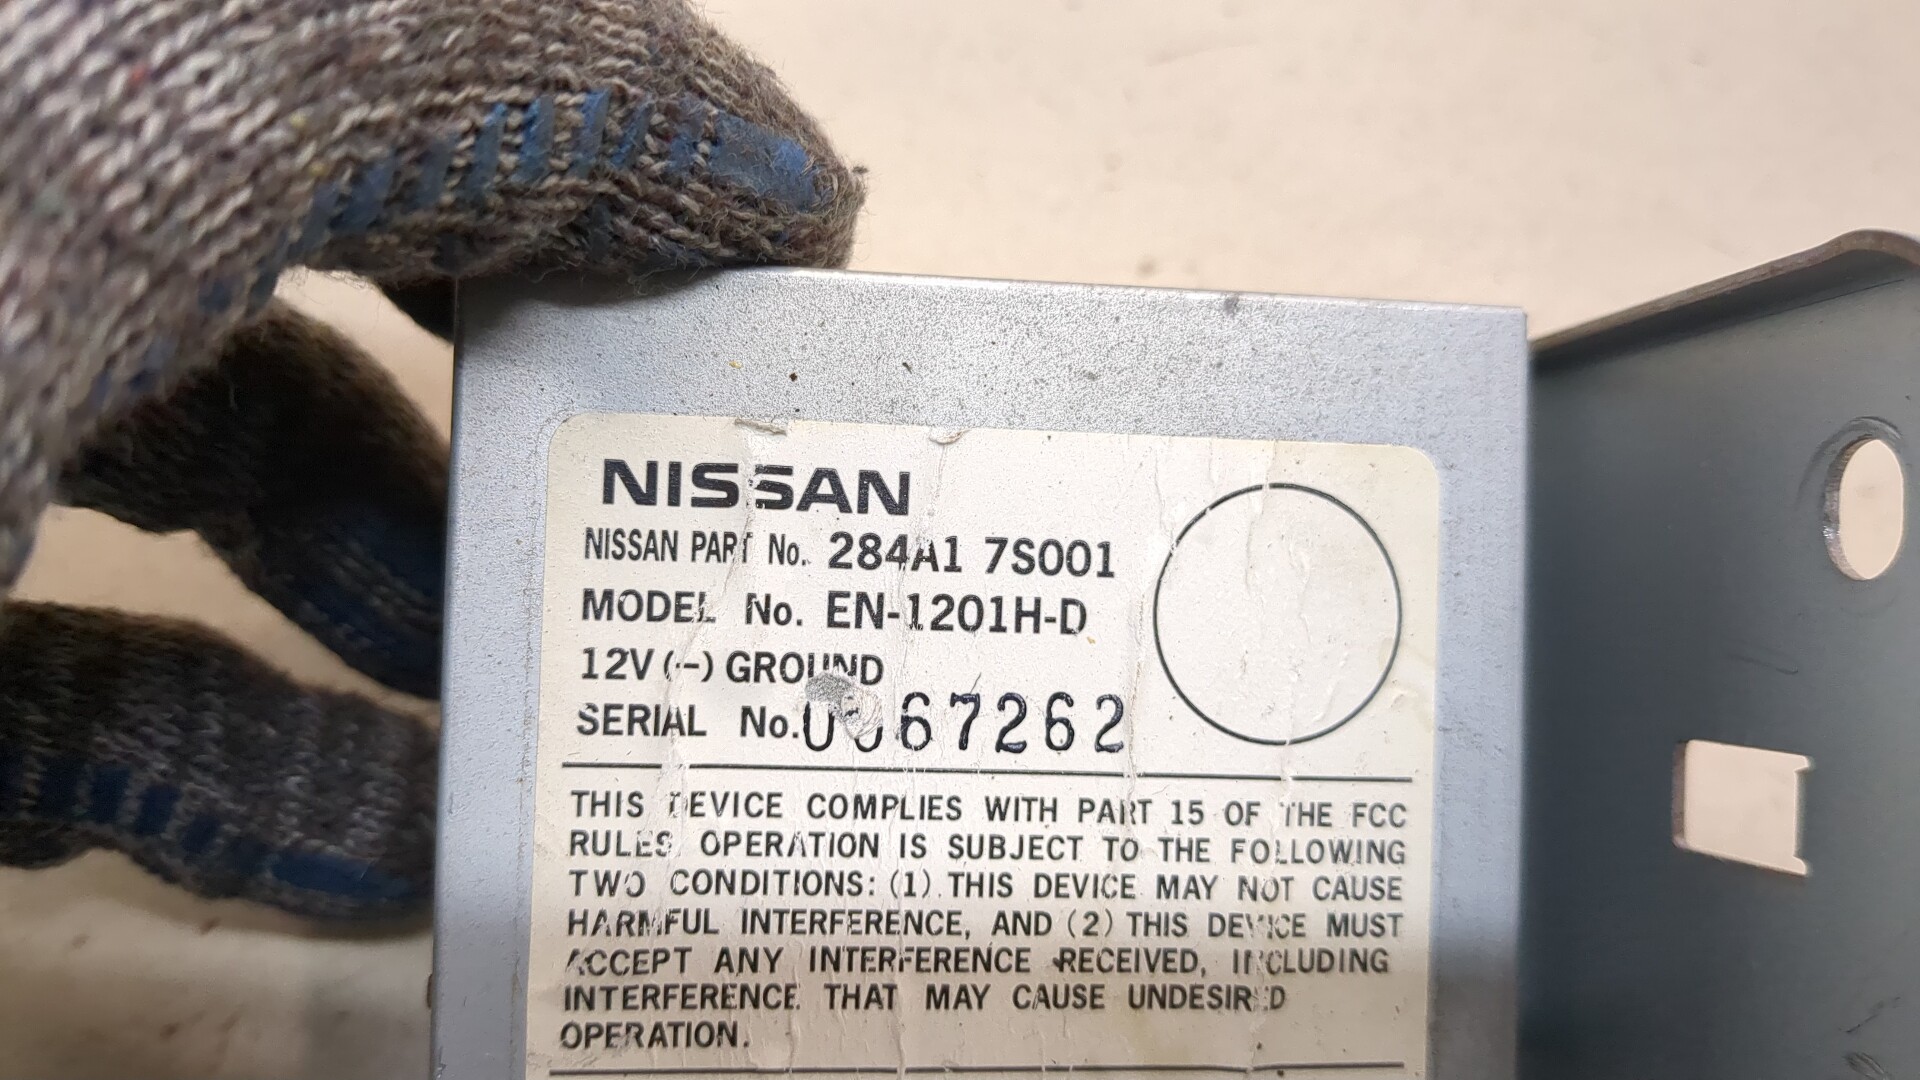 NISSAN
NISSAN PART No. 284A1 7S001
MODEL No. EN-1201H-D
12V (-) GROUND
SERIAL No. 0067262
THIS DEVICE COMPLIES WITH PART 15 OF THE FCC
RULES. OPERATION IS SUBJECT TO THE FOLLOWING
TWO CONDITIONS: (1) THIS DEVICE MAY NOT CAUSE
HARMFUL INTERFERENCE, AND (2) THIS DEVICE MUST
ACCEPT ANY INTERFERENCE RECEIVED, INCLUDING
INTERFERENCE THAT MAY CAUSE UNDESIRED
OPERATION.